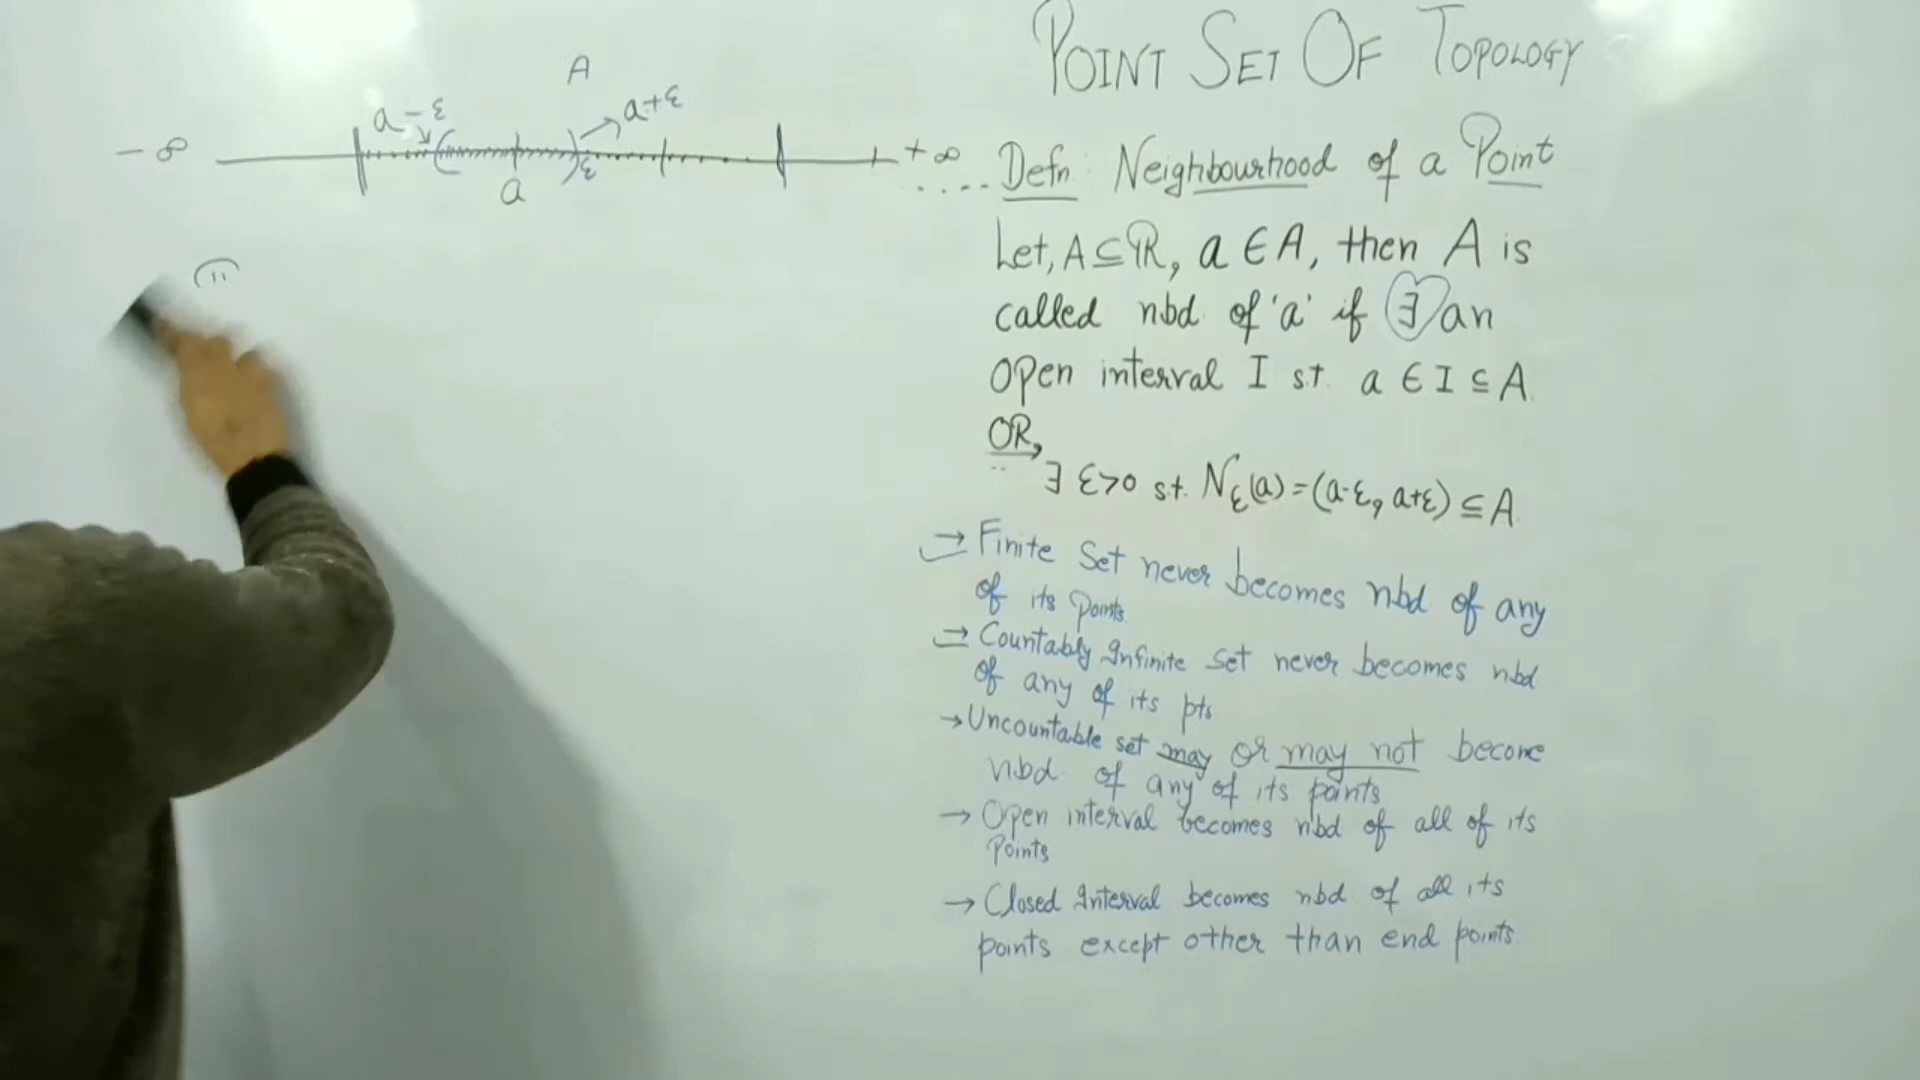 POINT SET OF TOPOLOGY
A
a-ε
a+ε
-∞
+∞
ε
a
.... Defn: Neighbourhood of a Point
Let, A⊆ℝ, a∈A, then A is
called nbd. of 'a' if ∃ an
open interval I s.t. a∈I⊆A.
OR,
∃ ε>0 s.t. Nε(a)=(a-ε, a+ε)⊆A
→ Finite Set never becomes nbd of any
of its points.
→ Countably Infinite Set never becomes nbd
of any of its pts
→ Uncountable set may or may not become
nbd. of any of its points
→ Open interval becomes nbd of all of its
Points
→ Closed Interval becomes nbd of all its
points except other than end points.